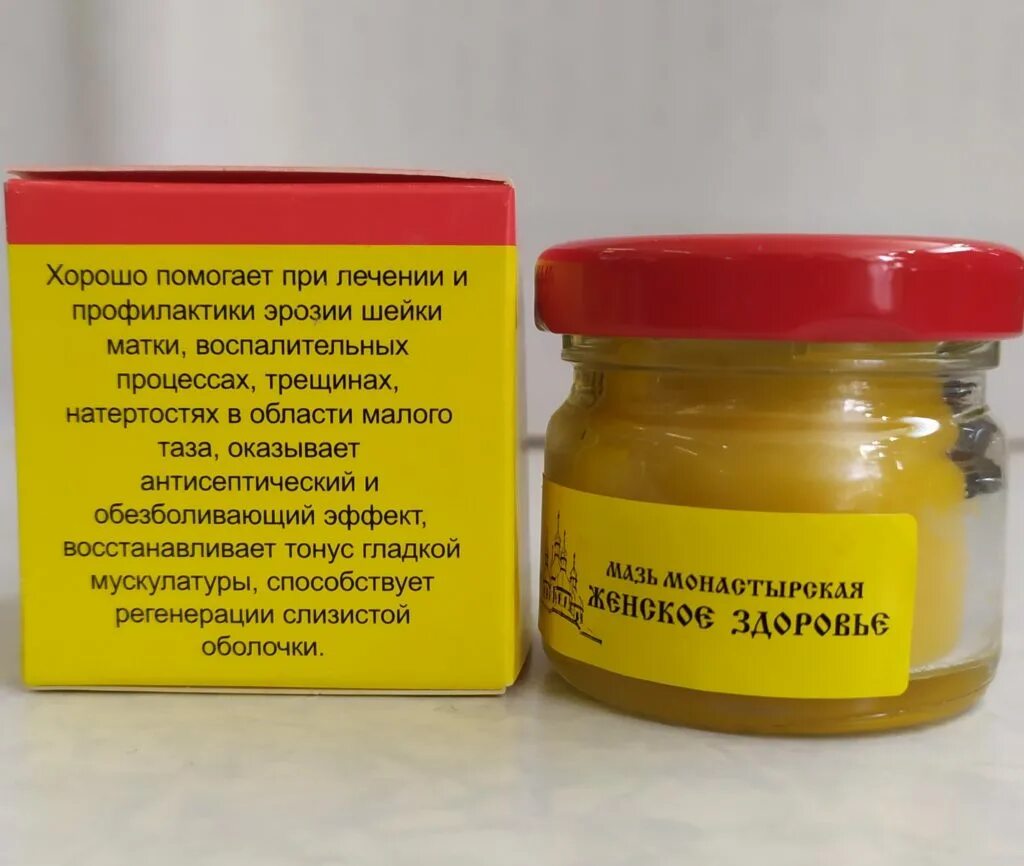 Хорошо помогает при лечении и
профилактики эрозии шейки
матки, воспалительных
процессах, трещинах,
натертостях в области малого
таза, оказывает
антисептический и
обезболивающий эффект,
восстанавливает тонус гладкой
мускулатуры, способствует
регенерации слизистой
оболочки.
МАЗЬ МОНАСТЫРСКАЯ
ЖЕНСКОЕ ЗДОРОВЬЕ